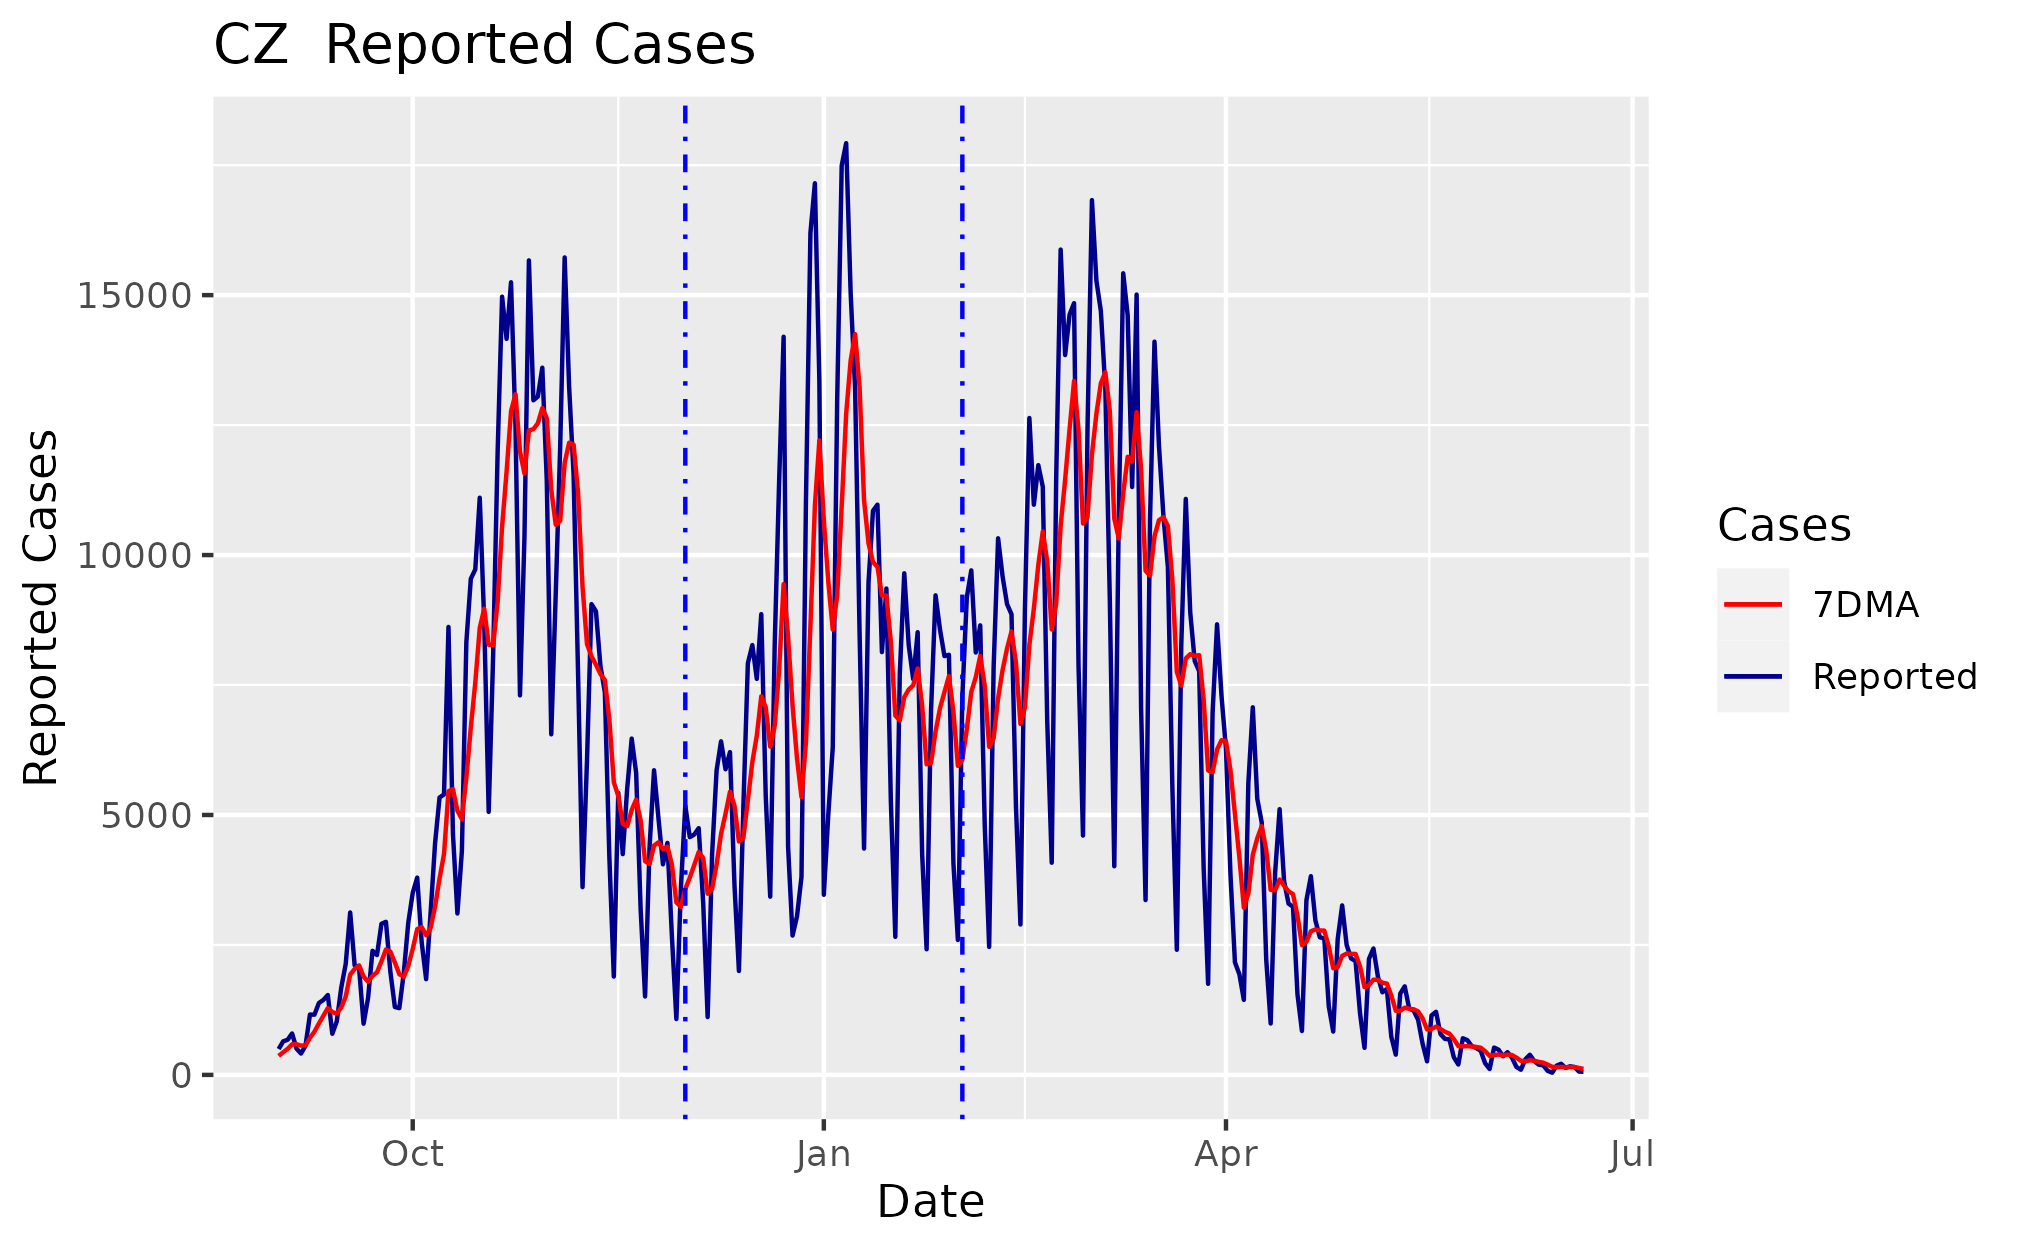 CZ  Reported Cases
Reported Cases
15000
10000
5000
0
Oct
Jan
Apr
Jul
Date
Cases
7DMA
Reported